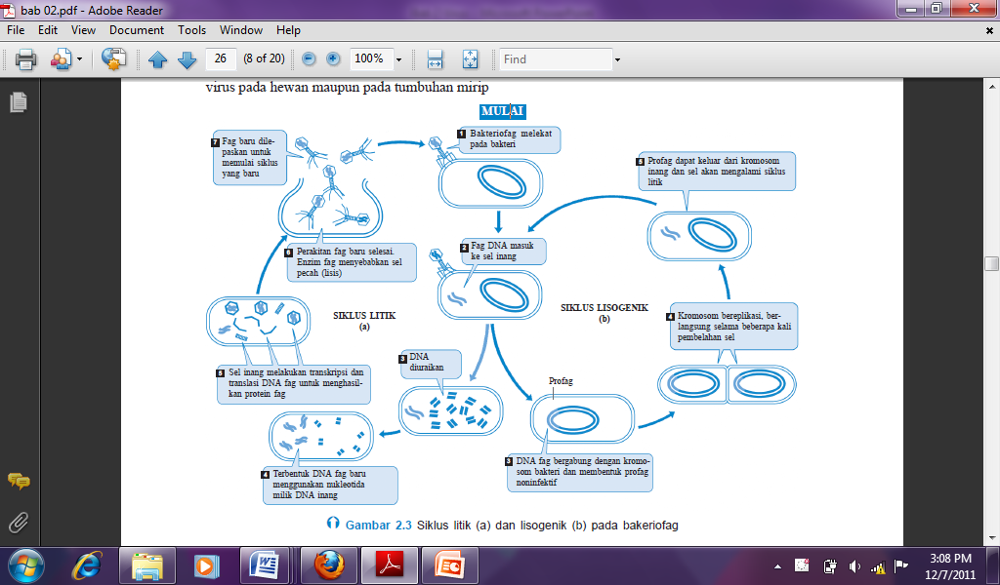 bab 02.pdf - Adobe Reader
File Edit View Document Tools Window Help
26 (8 of 20) 100% Find
virus pada hewan maupun pada tumbuhan mirip
MULAI
1 Bakteriofag melekat
pada bakteri
7 Fag baru dile-
paskan untuk
memulai siklus
yang baru
5 Profag dapat keluar dari kromosom
inang dan sel akan mengalami siklus
litik
2 Fag DNA masuk
ke sel inang
6 Perakitan fag baru selesai.
Enzim fag menyebabkan sel
pecah (lisis)
SIKLUS LITIK
(a)
SIKLUS LISOGENIK
(b)
4 Kromosom bereplikasi, ber-
langsung selama beberapa kali
pembelahan sel
3 DNA
diuraikan
5 Sel inang melakukan transkripsi dan
translasi DNA fag untuk menghasil-
kan protein fag
Profag
3 DNA fag bergabung dengan kromo-
som bakteri dan membentuk profag
noninfektif
4 Terbentuk DNA fag baru
menggunakan nukleotida
milik DNA inang
Gambar 2.3 Siklus litik (a) dan lisogenik (b) pada bakeriofag
3:08 PM
12/7/2011